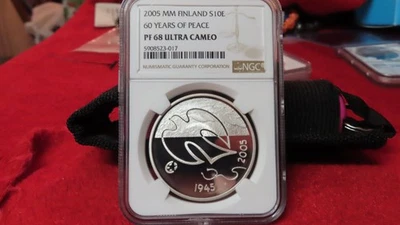 2005 MM FINLAND S10E
60 YEARS OF PEACE
PF 68 ULTRA CAMEO
5908523-017
NUMISMATIC GUARANTY CORPORATION
NGC
1945
2005